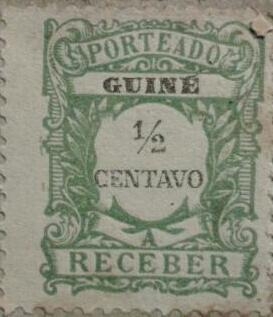 PORTEADO
GUINÉ
½
CENTAVO
A
RECEBER